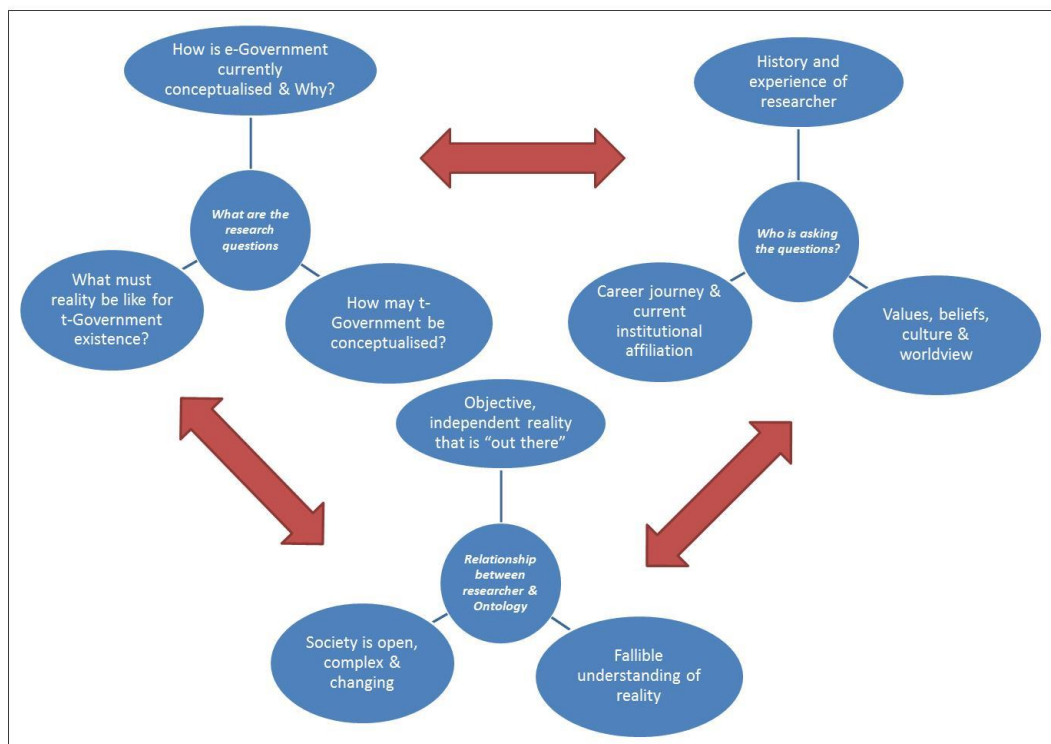 How is e-Government
currently
conceptualised & Why?
What are the
research
questions
What must
reality be like for
t-Government
existence?
How may t-
Government be
conceptualised?
History and
experience of
researcher
Who is asking
the questions?
Career journey &
current
institutional
affiliation
Values, beliefs,
culture &
worldview
Objective,
independent reality
that is “out there”
Relationship
between
researcher &
Ontology
Society is open,
complex &
changing
Fallible
understanding of
reality